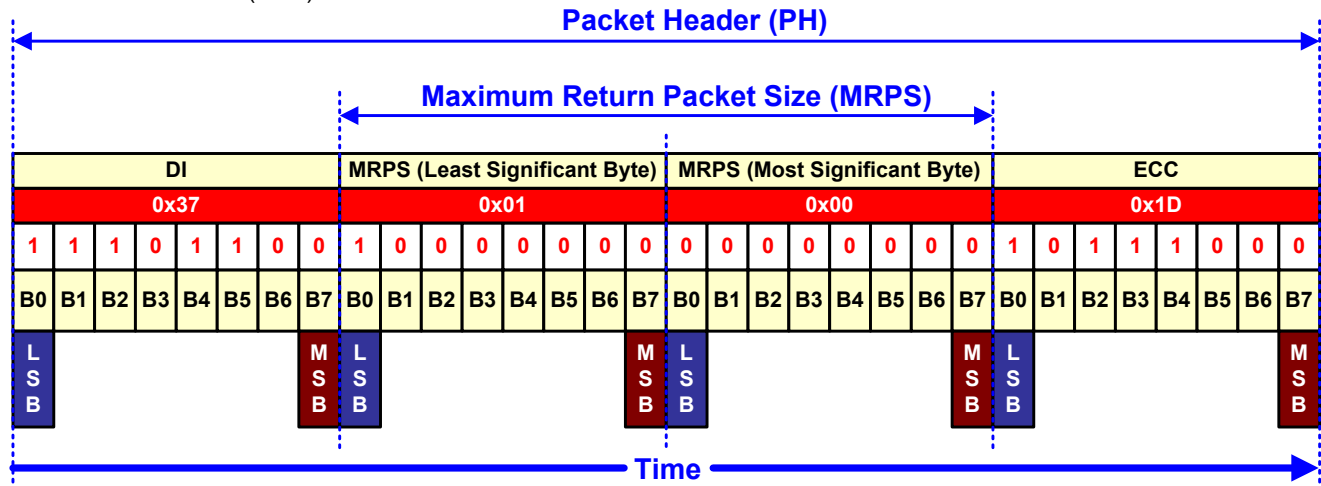 Packet Header (PH)
Maximum Return Packet Size (MRPS)
DI MRPS (Least Significant Byte) MRPS (Most Significant Byte) ECC
0x37 0x01 0x00 0x1D
1 1 1 0 1 1 0 0 1 0 0 0 0 0 0 0 0 0 0 0 0 0 0 0 1 0 1 1 1 0 0 0
B0 B1 B2 B3 B4 B5 B6 B7 B0 B1 B2 B3 B4 B5 B6 B7 B0 B1 B2 B3 B4 B5 B6 B7 B0 B1 B2 B3 B4 B5 B6 B7
L M L M L M L M
S S S S S S S S
B B B B B B B B
Time